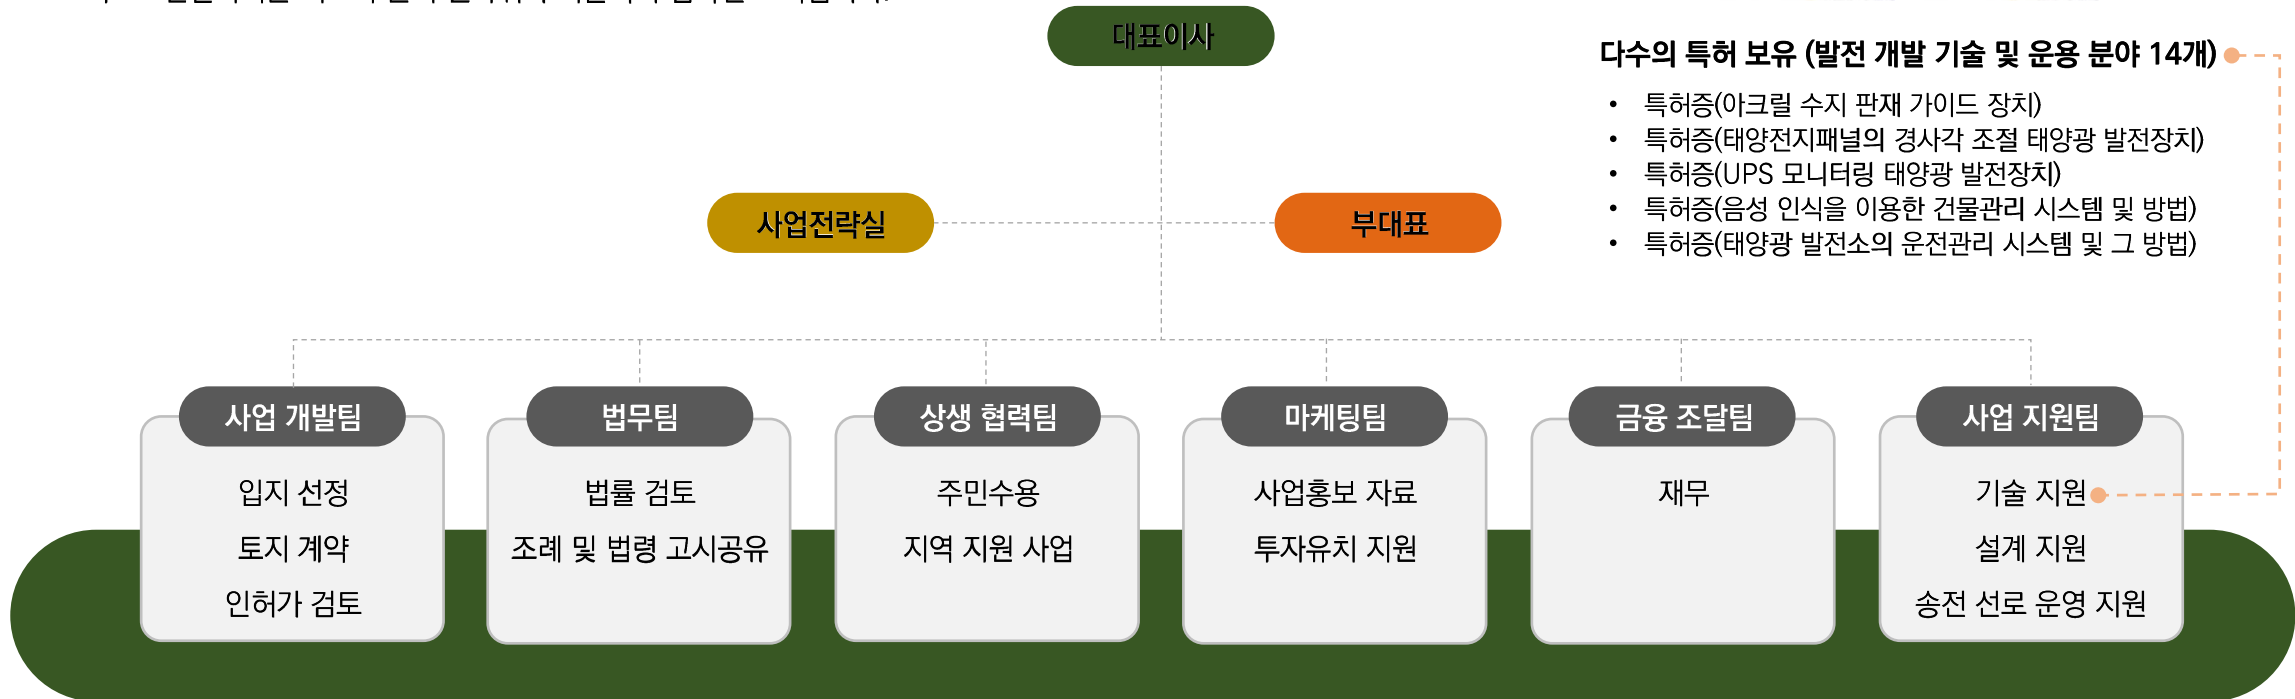 대표이사
다수의 특허 보유 (발전 개발 기술 및 운용 분야 14개)
• 특허증(아크릴 수지 판재 가이드 장치)
• 특허증(태양전지패널의 경사각 조절 태양광 발전장치)
• 특허증(UPS 모니터링 태양광 발전장치)
• 특허증(음성 인식을 이용한 건물관리 시스템 및 방법)
• 특허증(태양광 발전소의 운전관리 시스템 및 그 방법)
사업전략실
부대표
사업 개발팀
입지 선정
토지 계약
인허가 검토
법무팀
법률 검토
조례 및 법령 고시공유
상생 협력팀
주민수용
지역 지원 사업
마케팅팀
사업홍보 자료
투자유치 지원
금융 조달팀
재무
사업 지원팀
기술 지원
설계 지원
송전 선로 운영 지원